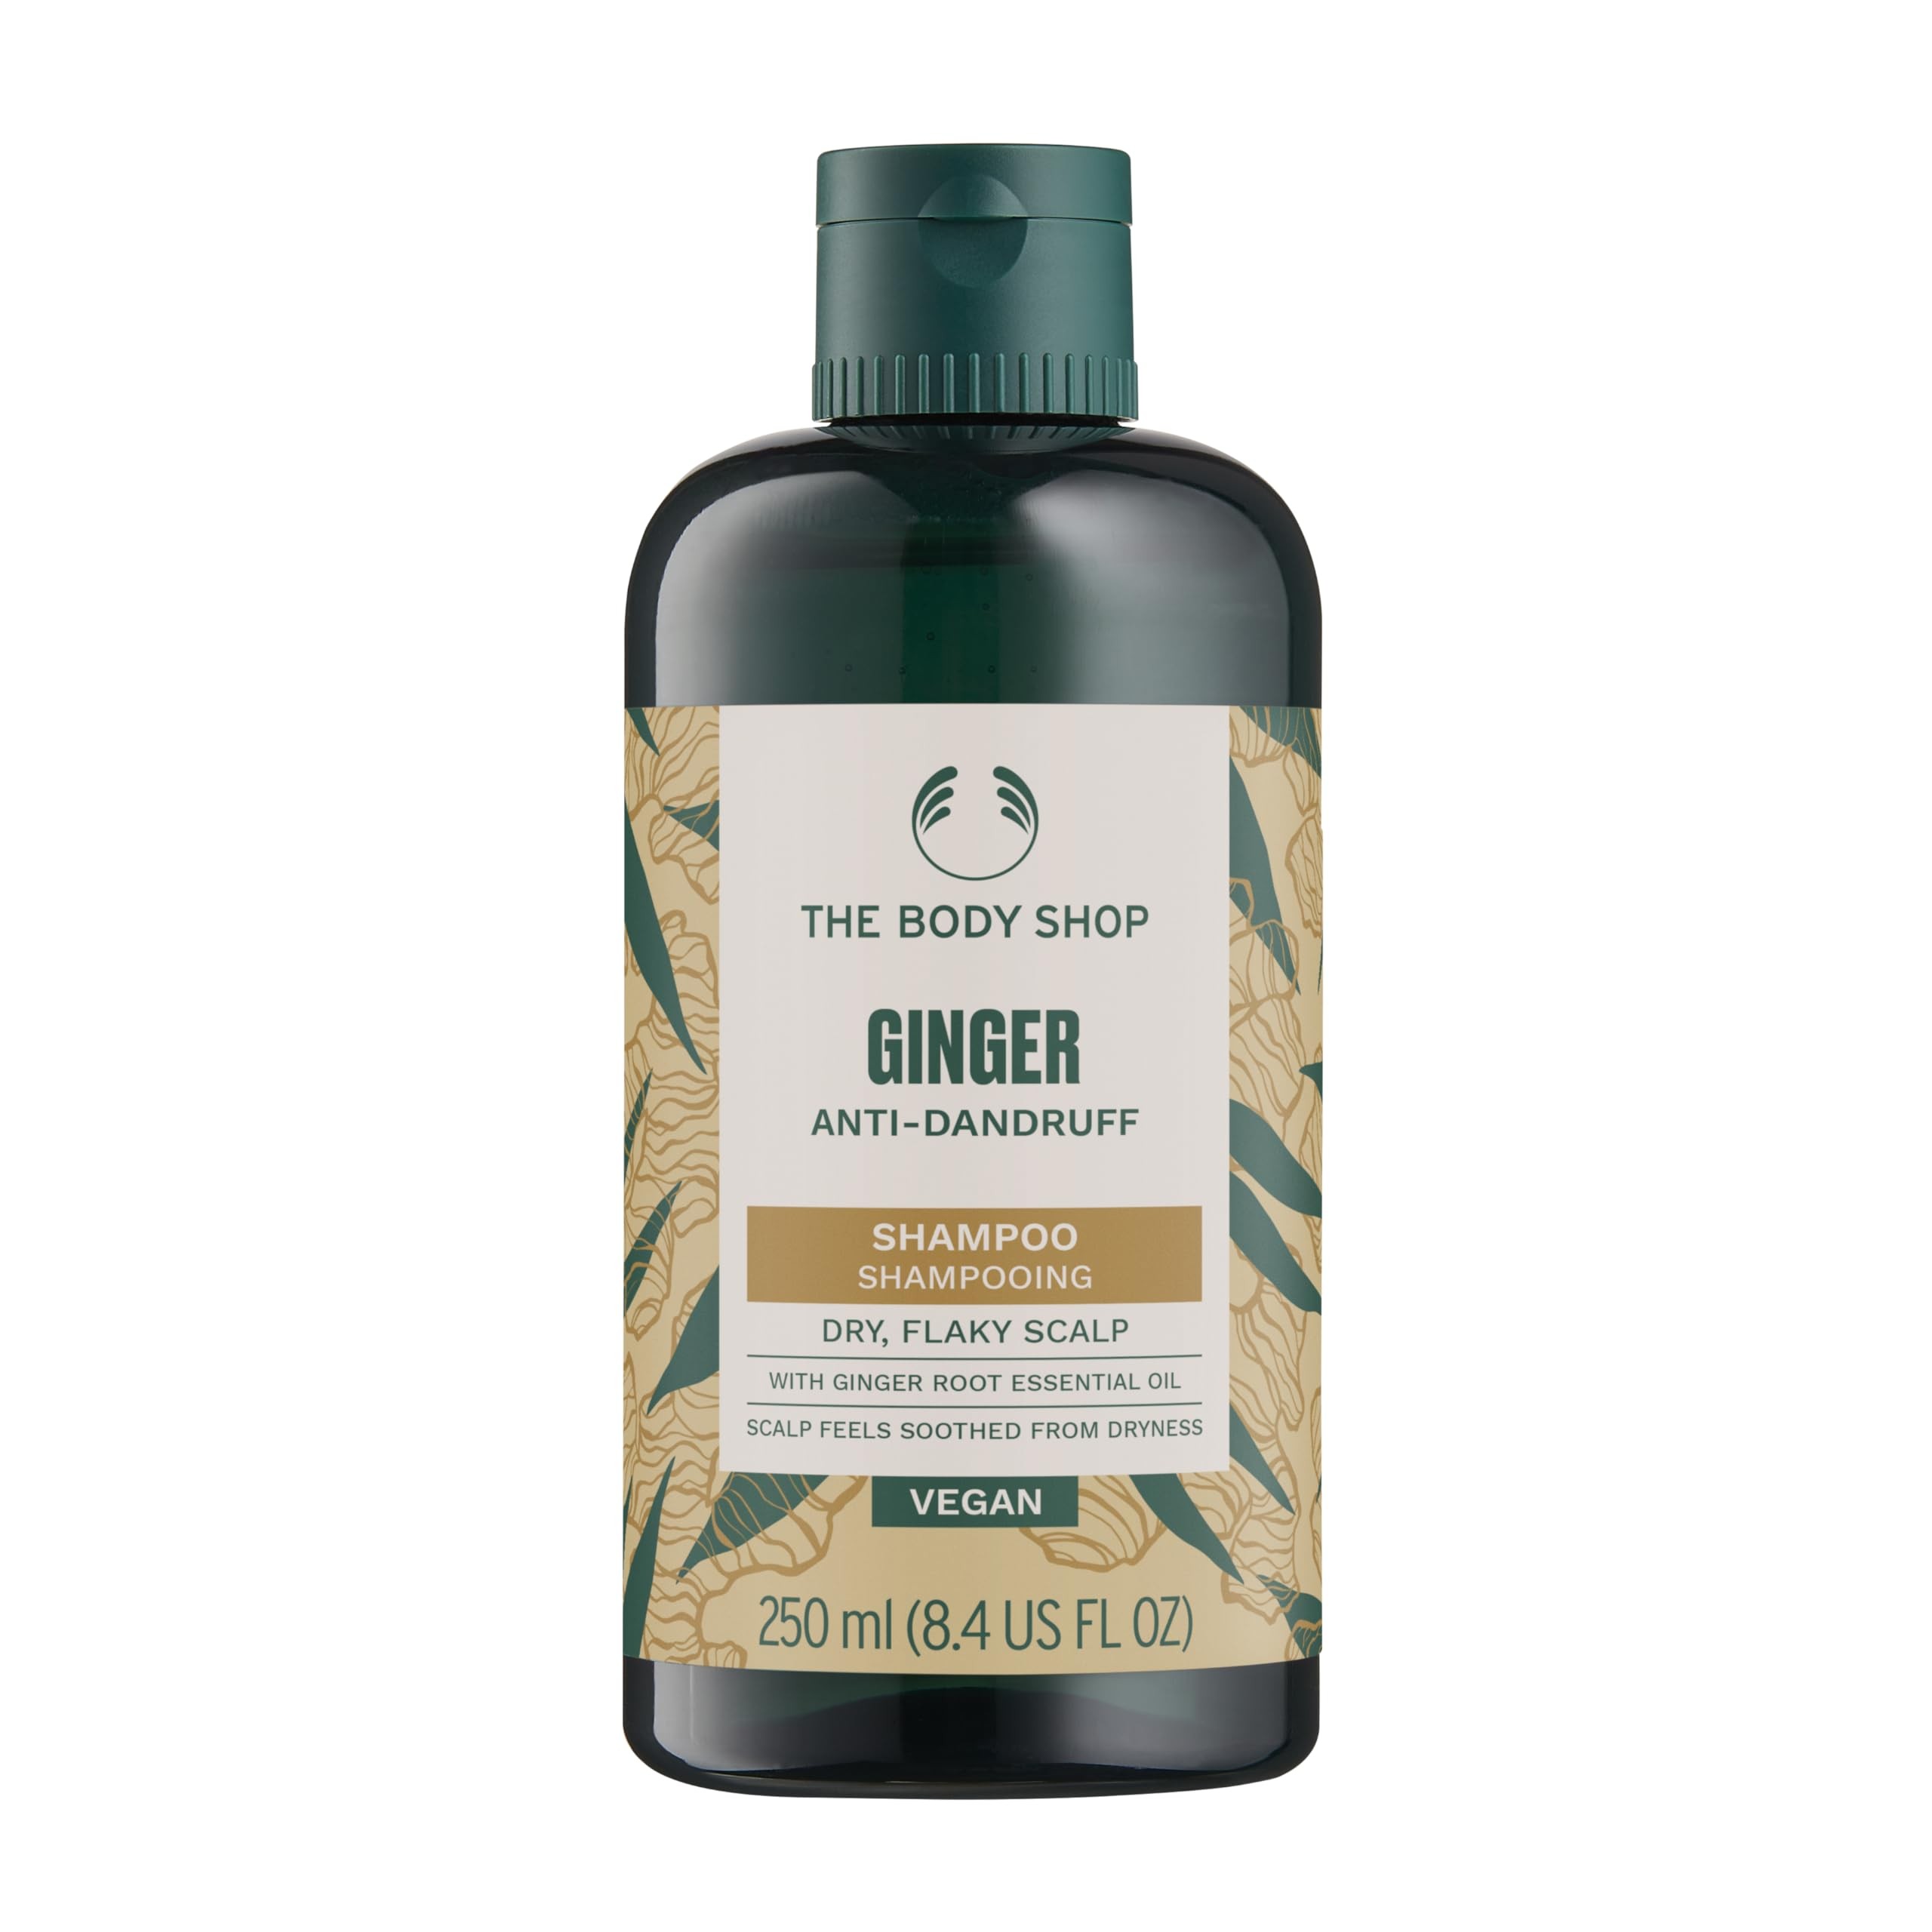 THE BODY SHOP
GINGER
ANTI-DANDRUFF
SHAMPOO
SHAMPOOING
DRY, FLAKY SCALP
WITH GINGER ROOT ESSENTIAL OIL
SCALP FEELS SOOTHED FROM DRYNESS
VEGAN
250 ml (8.4 US FL OZ)